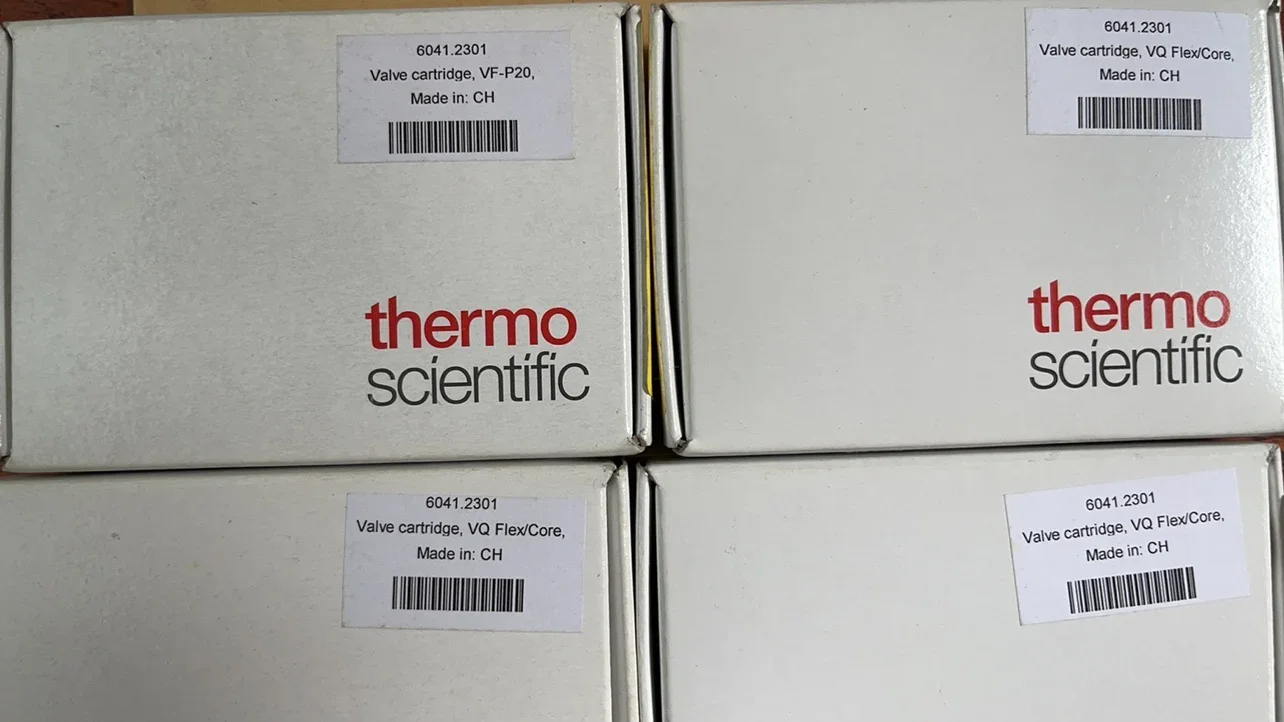 6041.2301
Valve cartridge, VF-P20,
Made in: CH
thermo
scientific
6041.2301
Valve cartridge, VQ Flex/Core,
Made in: CH
thermo
scientific
6041.2301
Valve cartridge, VQ Flex/Core,
Made in: CH
6041.2301
Valve cartridge, VQ Flex/Core,
Made in: CH